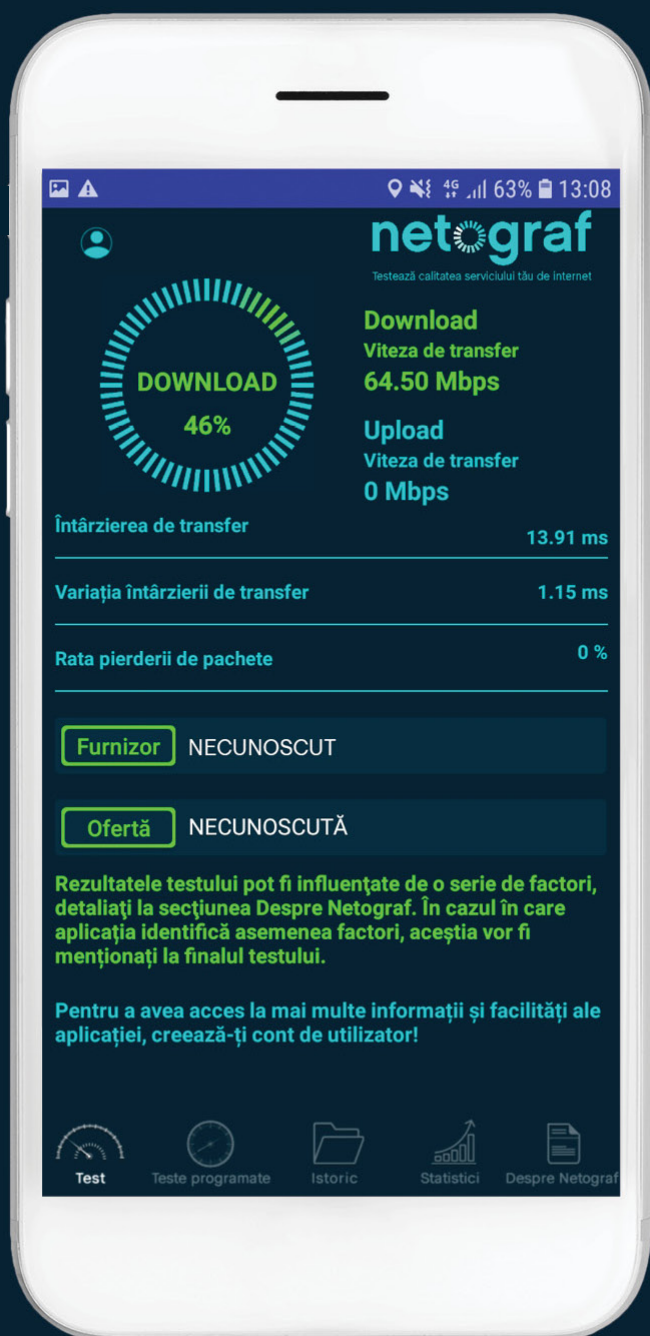 4G 63% 13:08
netograf
Testează calitatea serviciului tău de internet
DOWNLOAD
46%
Download
Viteza de transfer
64.50 Mbps
Upload
Viteza de transfer
0 Mbps
Întârzierea de transfer
13.91 ms
Variația întârzierii de transfer
1.15 ms
Rata pierderii de pachete
0 %
Furnizor NECUNOSCUT
Ofertă NECUNOSCUTĂ
Rezultatele testului pot fi influenţate de o serie de factori,
detaliaţi la secţiunea Despre Netograf. În cazul în care
aplicația identifică asemenea factori, aceștia vor fi
menționați la finalul testului.
Pentru a avea acces la mai multe informații și facilități ale
aplicației, creează-ți cont de utilizator!
Test Teste programate Istoric Statistici Despre Netograf